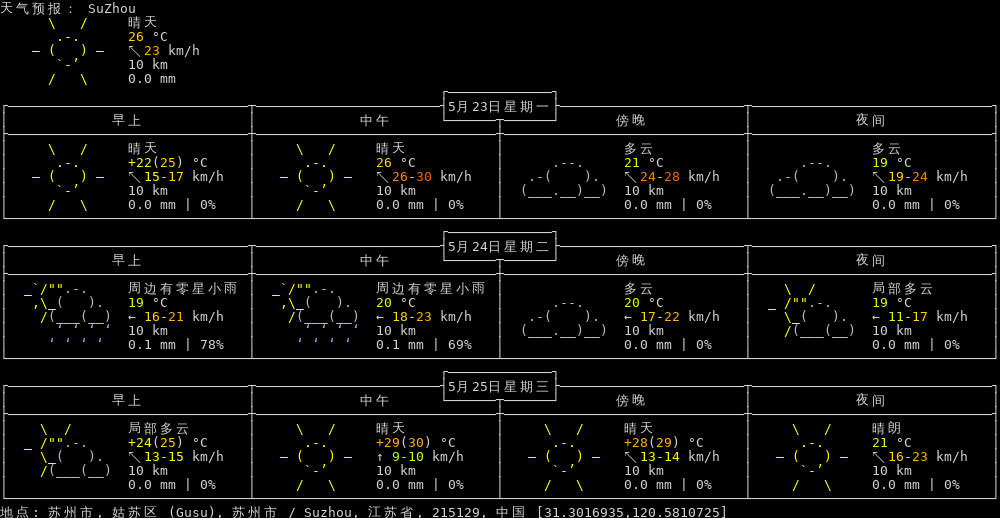 天气预报: SuZhou
晴天
26 °C
↖ 23 km/h
10 km
0.0 mm
5月23日星期一
早上 中午 傍晚 夜间
晴天 晴天 多云 多云
+22(25) °C 26 °C 21 °C 19 °C
↖ 15-17 km/h ↖ 26-30 km/h ↖ 24-28 km/h ↖ 19-24 km/h
10 km 10 km 10 km 10 km
0.0 mm | 0% 0.0 mm | 0% 0.0 mm | 0% 0.0 mm | 0%
5月24日星期二
早上 中午 傍晚 夜间
周边有零星小雨 周边有零星小雨 多云 局部多云
19 °C 20 °C 20 °C 19 °C
← 16-21 km/h ← 18-23 km/h ← 17-22 km/h ← 11-17 km/h
10 km 10 km 10 km 10 km
0.1 mm | 78% 0.1 mm | 69% 0.0 mm | 0% 0.0 mm | 0%
5月25日星期三
早上 中午 傍晚 夜间
局部多云 晴天 晴天 晴朗
+24(25) °C +29(30) °C +28(29) °C 21 °C
↖ 13-15 km/h ↑ 9-10 km/h ↖ 13-14 km/h ↖ 16-23 km/h
10 km 10 km 10 km 10 km
0.0 mm | 0% 0.0 mm | 0% 0.0 mm | 0% 0.0 mm | 0%
地点: 苏州市, 姑苏区 (Gusu), 苏州市 / Suzhou, 江苏省, 215129, 中国 [31.3016935,120.5810725]